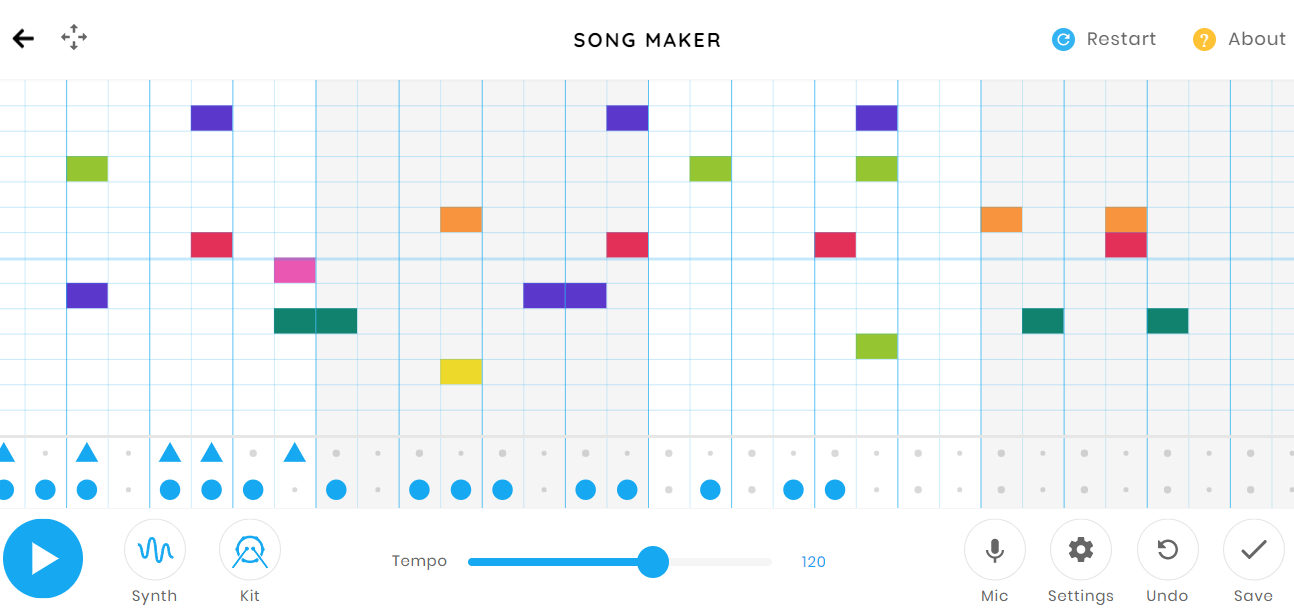 SONG MAKER
Restart
? About
Tempo
120
Synth
Kit
Mic
Settings
Undo
Save